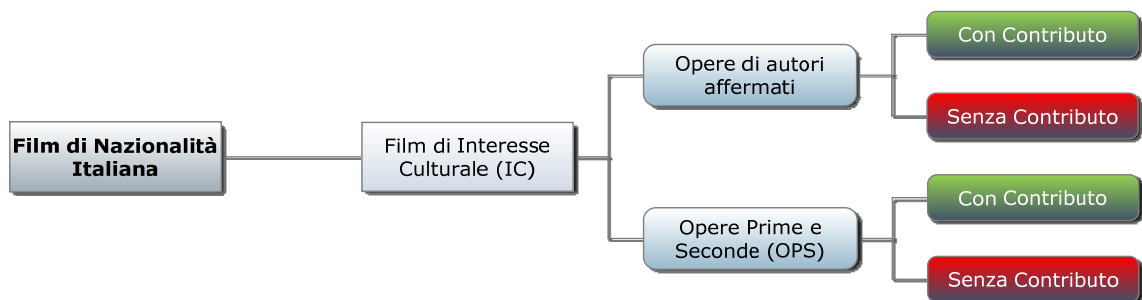 Film di Nazionalità
Italiana
Film di Interesse
Culturale (IC)
Opere di autori
affermati
Con Contributo
Senza Contributo
Opere Prime e
Seconde (OPS)
Con Contributo
Senza Contributo